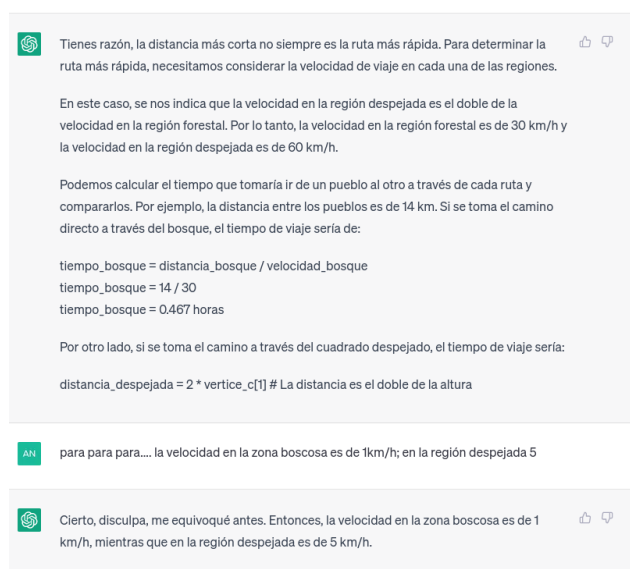 Tienes razón, la distancia más corta no siempre es la ruta más rápida. Para determinar la
ruta más rápida, necesitamos considerar la velocidad de viaje en cada una de las regiones.
En este caso, se nos indica que la velocidad en la región despejada es el doble de la
velocidad en la región forestal. Por lo tanto, la velocidad en la región forestal es de 30 km/h y
la velocidad en la región despejada es de 60 km/h.
Podemos calcular el tiempo que tomaría ir de un pueblo al otro a través de cada ruta y
compararlos. Por ejemplo, la distancia entre los pueblos es de 14 km. Si se toma el camino
directo a través del bosque, el tiempo de viaje sería de:
tiempo_bosque = distancia_bosque / velocidad_bosque
tiempo_bosque = 14 / 30
tiempo_bosque = 0.467 horas
Por otro lado, si se toma el camino a través del cuadrado despejado, el tiempo de viaje sería:
distancia_despejada = 2 * vertice_c[1] # La distancia es el doble de la altura
AN
para para para.... la velocidad en la zona boscosa es de 1km/h; en la región despejada 5
Cierto, disculpa, me equivoqué antes. Entonces, la velocidad en la zona boscosa es de 1
km/h, mientras que en la región despejada es de 5 km/h.